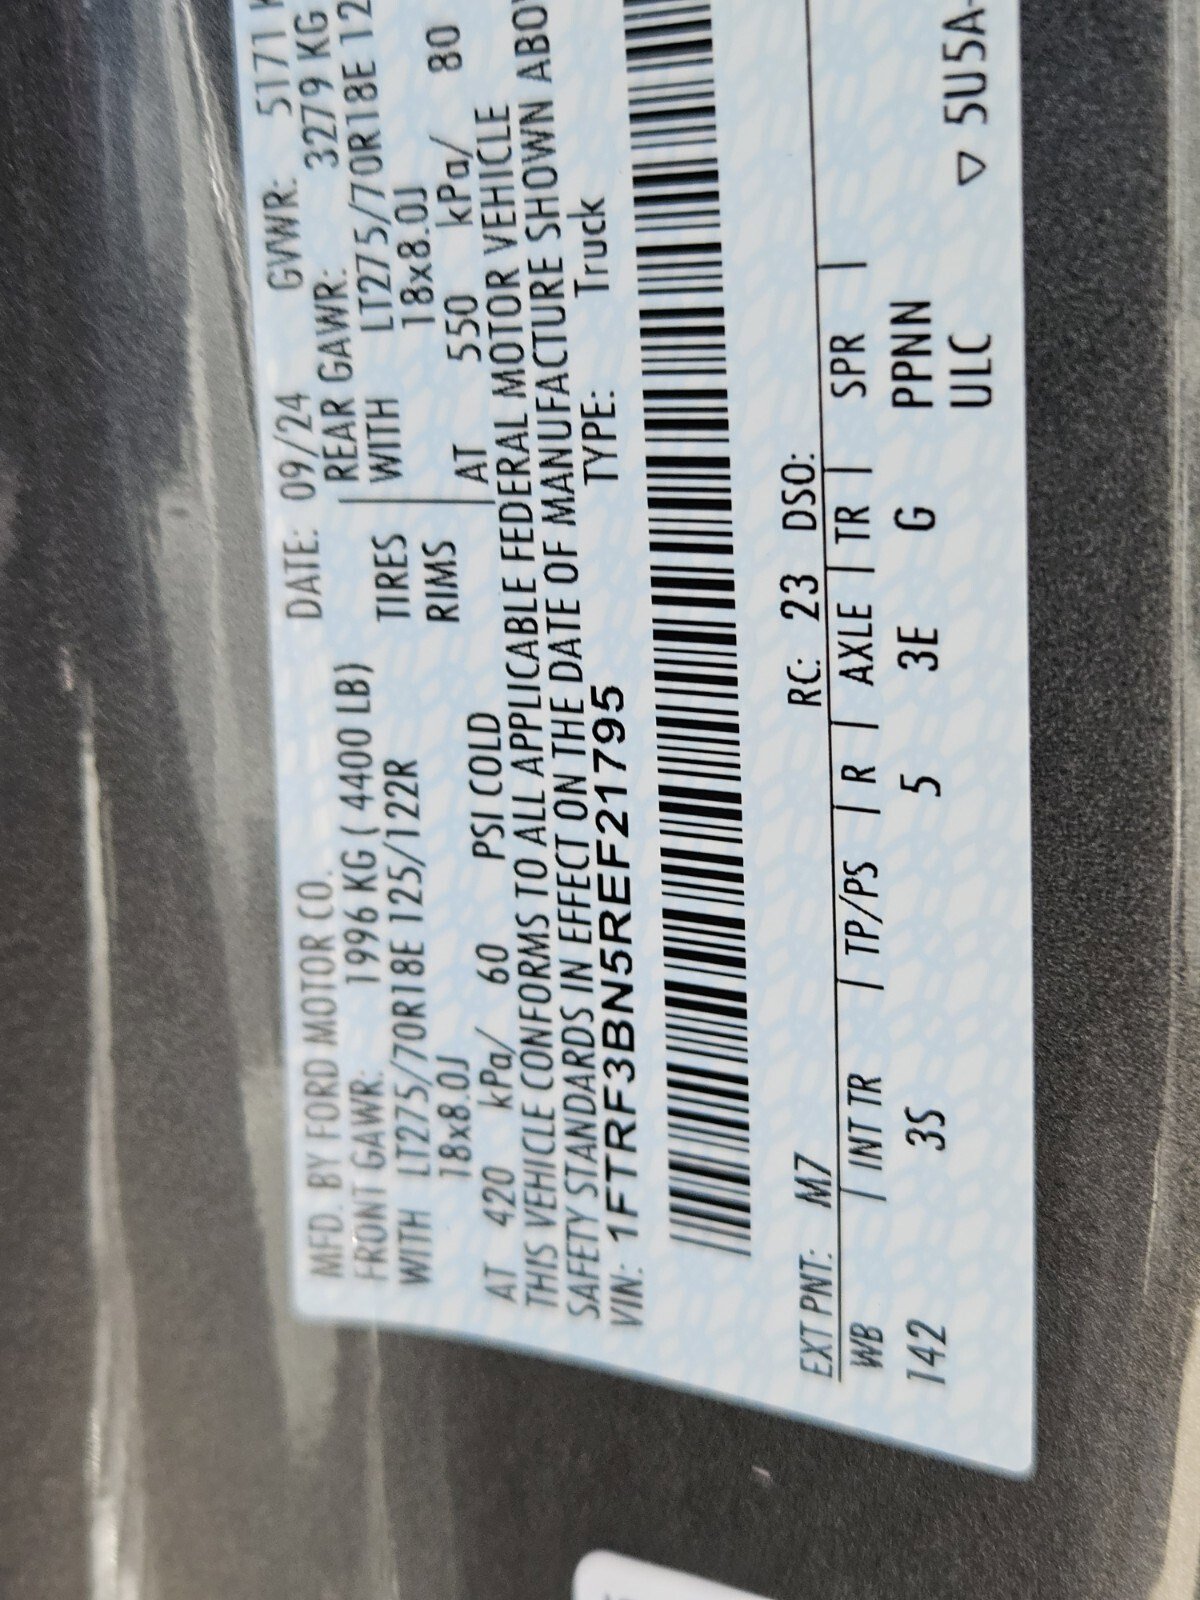 MFD. BY FORD MOTOR CO. DATE: 09/24 GVWR: 5171 K
FRONT GAWR: 1996 KG ( 4400 LB) REAR GAWR: 3279 KG
WITH LT275/70R18E 125/122R TIRES WITH LT275/70R18E 12
18x8.0J RIMS 18x8.0J
AT 420 kPa/ 60 PSI COLD AT 550 kPa/ 80
THIS VEHICLE CONFORMS TO ALL APPLICABLE FEDERAL MOTOR VEHICLE
SAFETY STANDARDS IN EFFECT ON THE DATE OF MANUFACTURE SHOWN ABO
VIN: 1FTRF3BN5REF21795 TYPE: Truck
EXT PNT: M7 RC: 23 DSO:
WB | INT TR | TP/PS | R | AXLE | TR | SPR |
142 3S 5 3E G PPNN
ULC ▽ 5U5A-